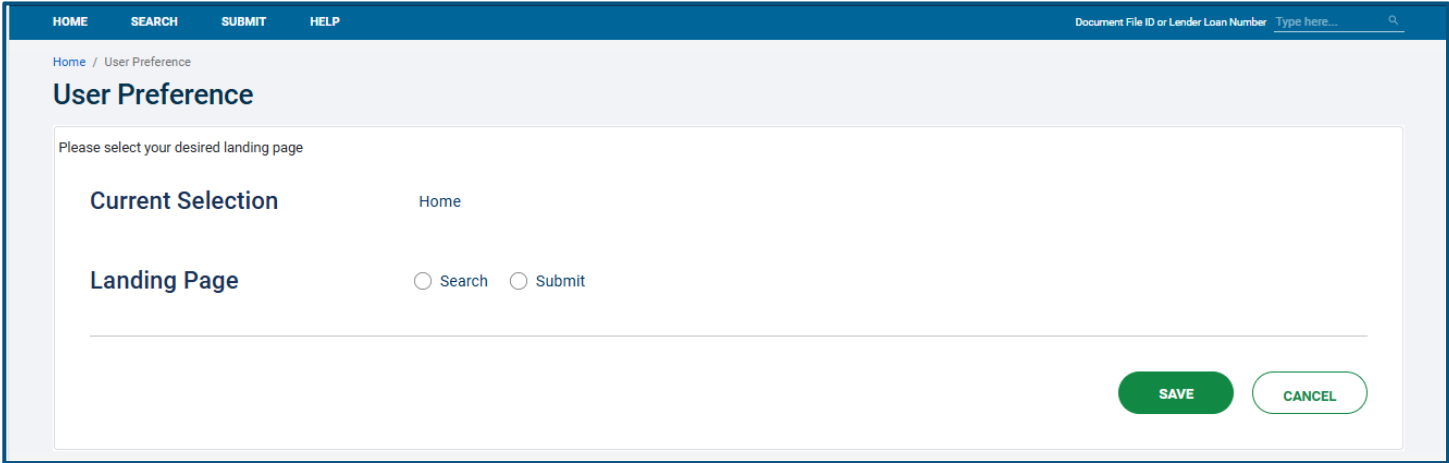 HOME SEARCH SUBMIT HELP Document File ID or Lender Loan Number Type here...
Home / User Preference
User Preference
Please select your desired landing page
Current Selection Home
Landing Page Search Submit
SAVE CANCEL